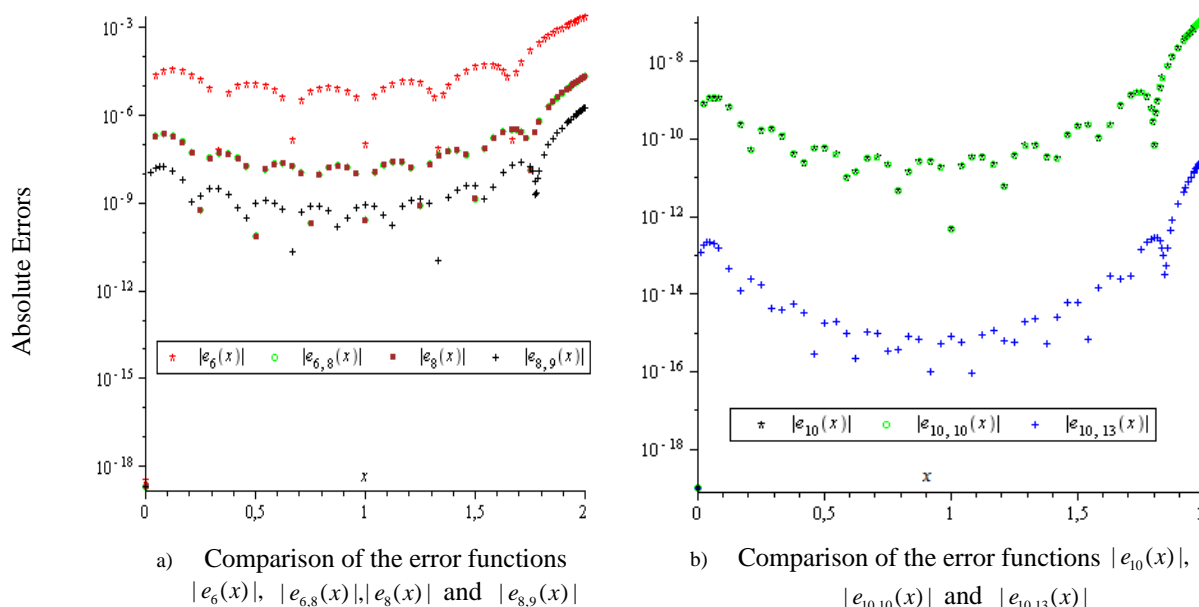 Absolute Errors
10⁻³
10⁻⁶
10⁻⁹
10⁻¹²
10⁻¹⁵
10⁻¹⁸
|e₆(x)| |e₆,₈(x)| |e₈(x)| |e₈,₉(x)|
x
0 0,5 1 1,5 2
a) Comparison of the error functions
|e₆(x)|, |e₆,₈(x)|,|e₈(x)| and |e₈,₉(x)|
10⁻⁸
10⁻¹⁰
10⁻¹²
10⁻¹⁴
10⁻¹⁶
10⁻¹⁸
|e₁₀(x)| |e₁₀,₁₀(x)| |e₁₀,₁₃(x)|
x
0 0,5 1 1,5
b) Comparison of the error functions |e₁₀(x)|,
|e₁₀,₁₀(x)| and |e₁₀,₁₃(x)|